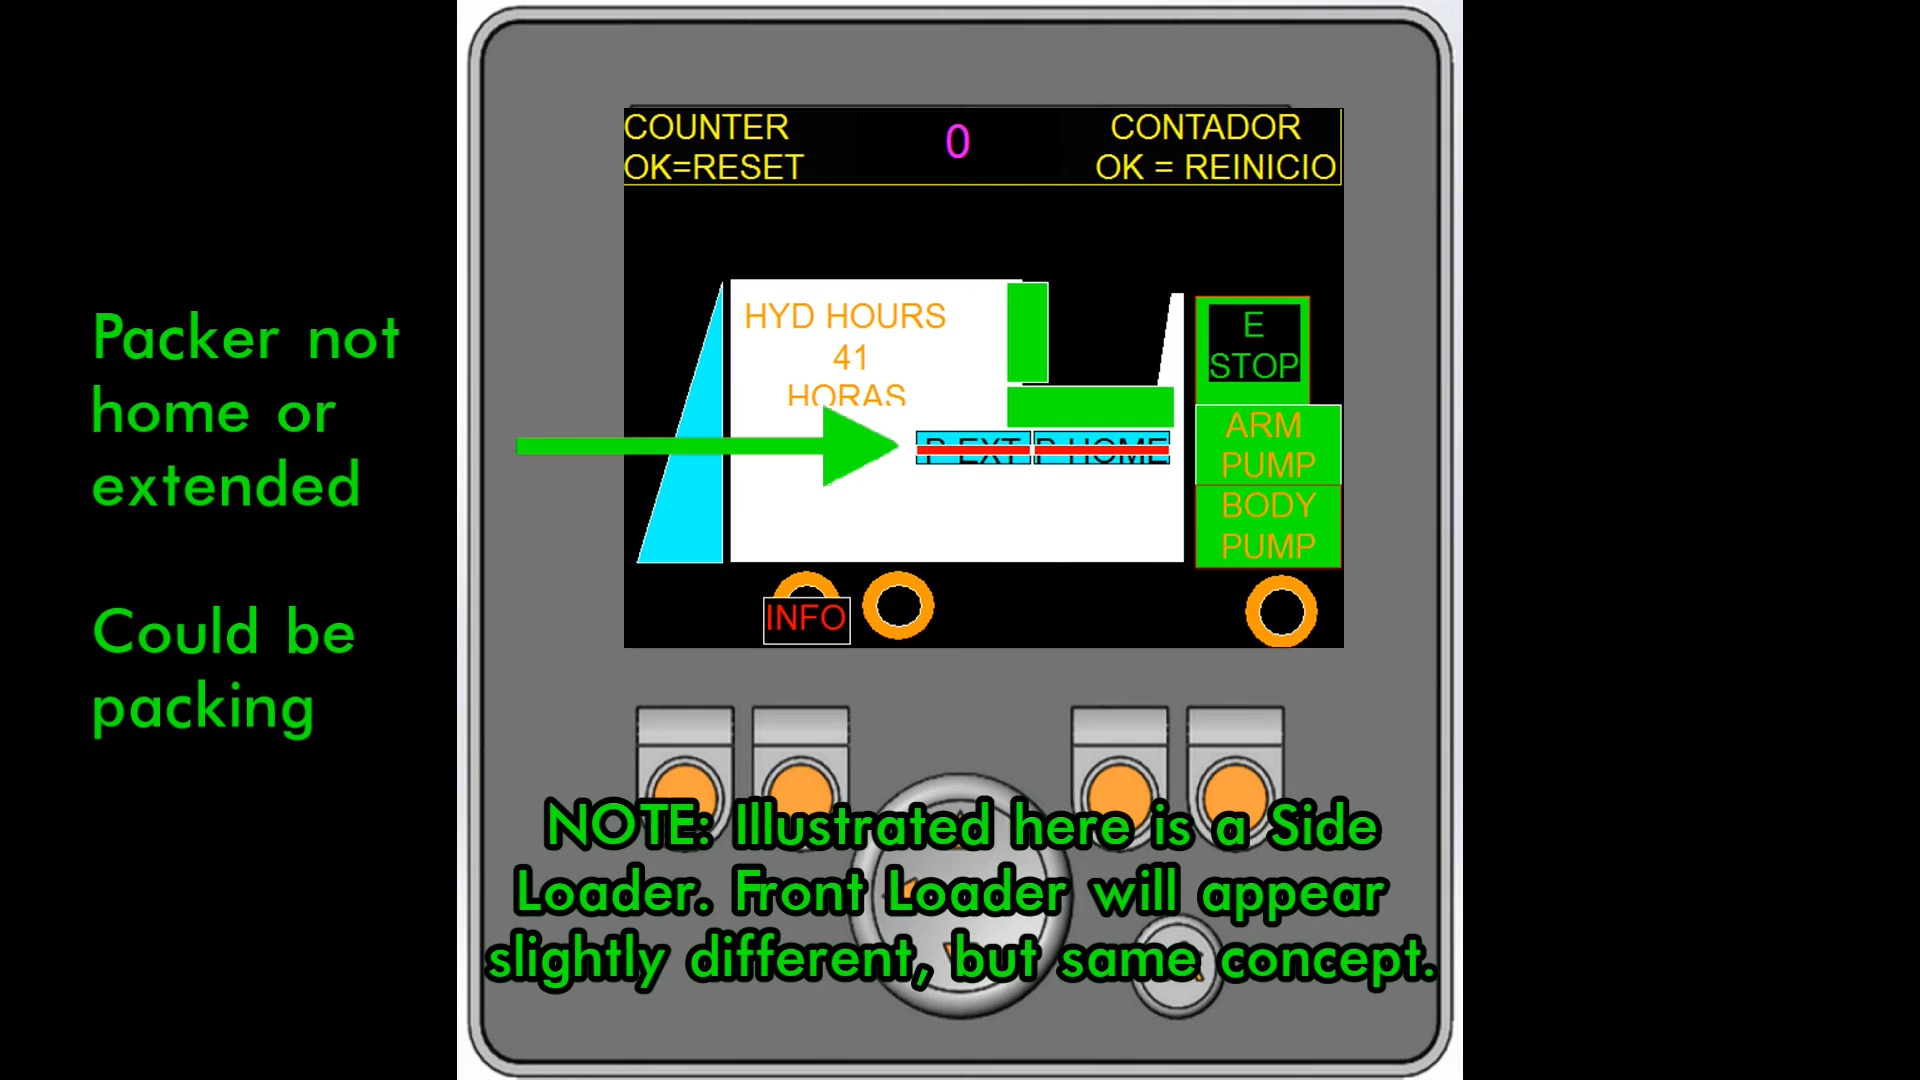 COUNTER
OK=RESET
0
CONTADOR
OK = REINICIO
HYD HOURS
41
HORAS
P EXT
P HOME
E
STOP
ARM
PUMP
BODY
PUMP
INFO
Packer not
home or
extended
Could be
packing
NOTE: Illustrated here is a Side
Loader. Front Loader will appear
slightly different, but same concept.